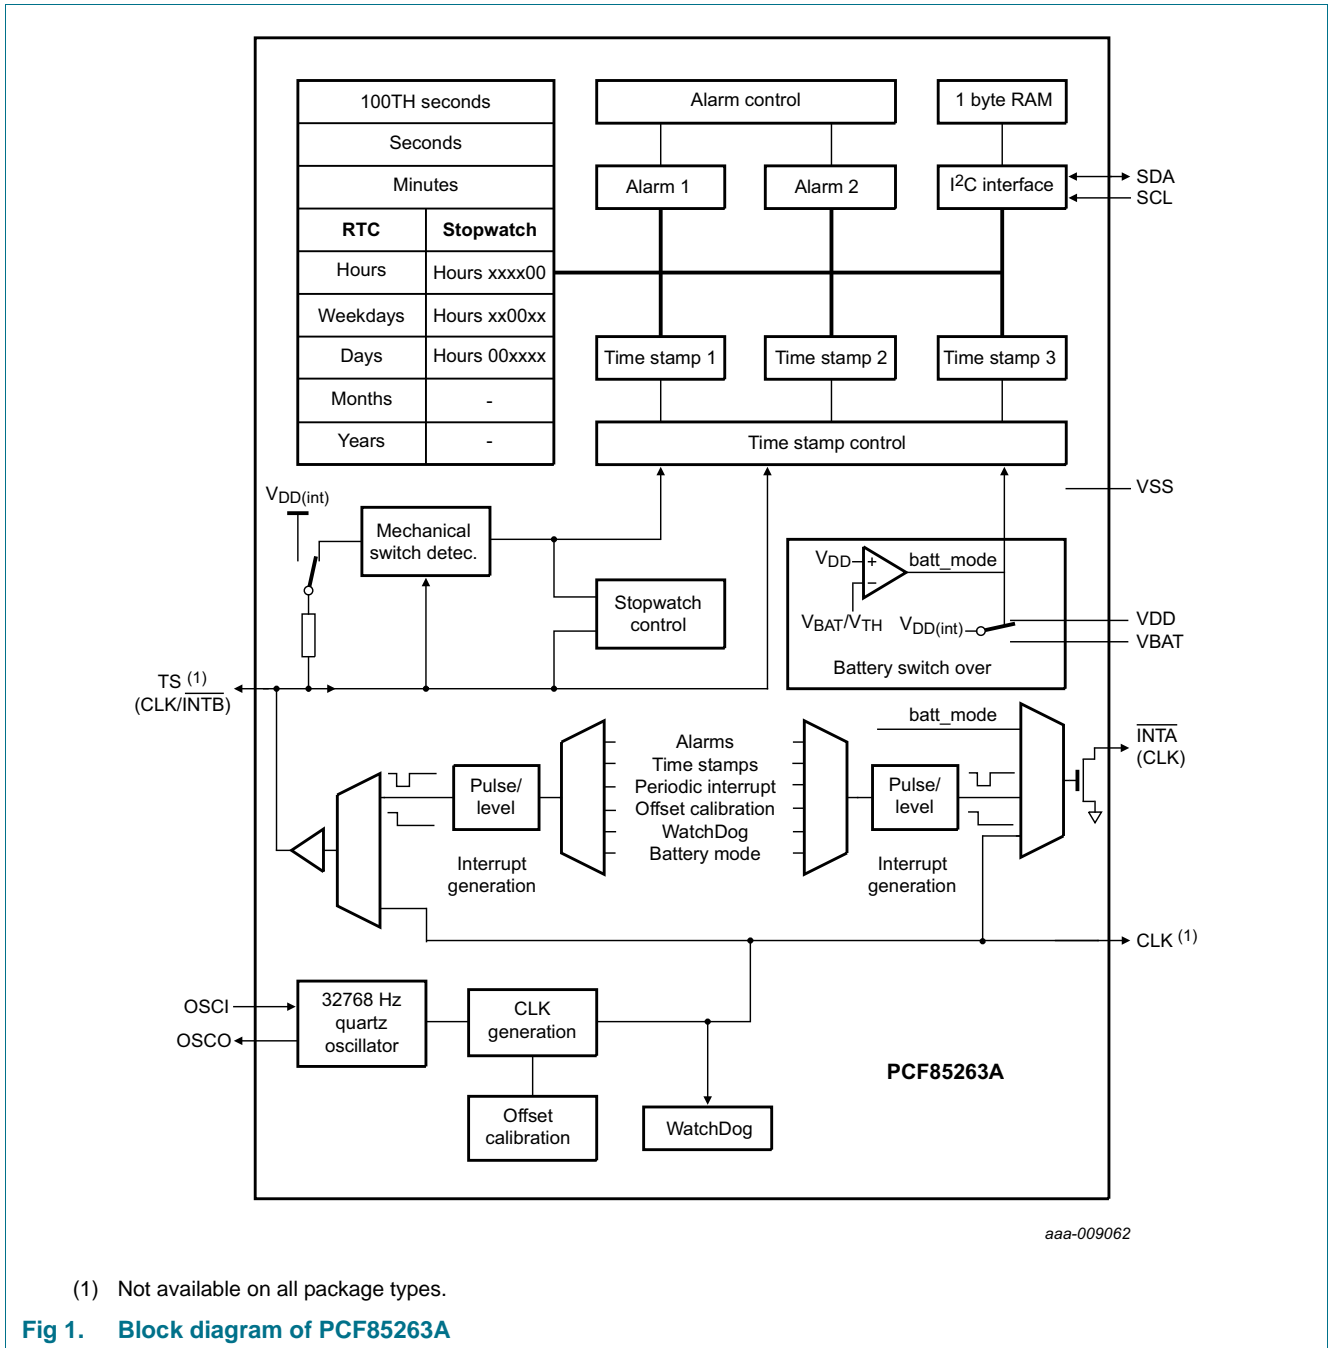 100TH seconds
Seconds
Minutes
RTC Stopwatch
Hours Hours xxxx00
Weekdays Hours xx00xx
Days Hours 00xxxx
Months -
Years -
Alarm control
1 byte RAM
Alarm 1
Alarm 2
I2C interface
SDA
SCL
Time stamp 1
Time stamp 2
Time stamp 3
Time stamp control
VSS
VDD(int)
Mechanical
switch detec.
Stopwatch
control
VDD
+
−
batt_mode
VBAT/VTH
VDD(int)
Battery switch over
VDD
VBAT
TS (1)
(CLK/INTB)
batt_mode
INTA
(CLK)
Pulse/
level
Interrupt
generation
Alarms
Time stamps
Periodic interrupt
Offset calibration
WatchDog
Battery mode
Pulse/
level
Interrupt
generation
CLK (1)
OSCI
OSCO
32768 Hz
quartz
oscillator
CLK
generation
Offset
calibration
WatchDog
PCF85263A
aaa-009062
(1) Not available on all package types.
Fig 1. Block diagram of PCF85263A